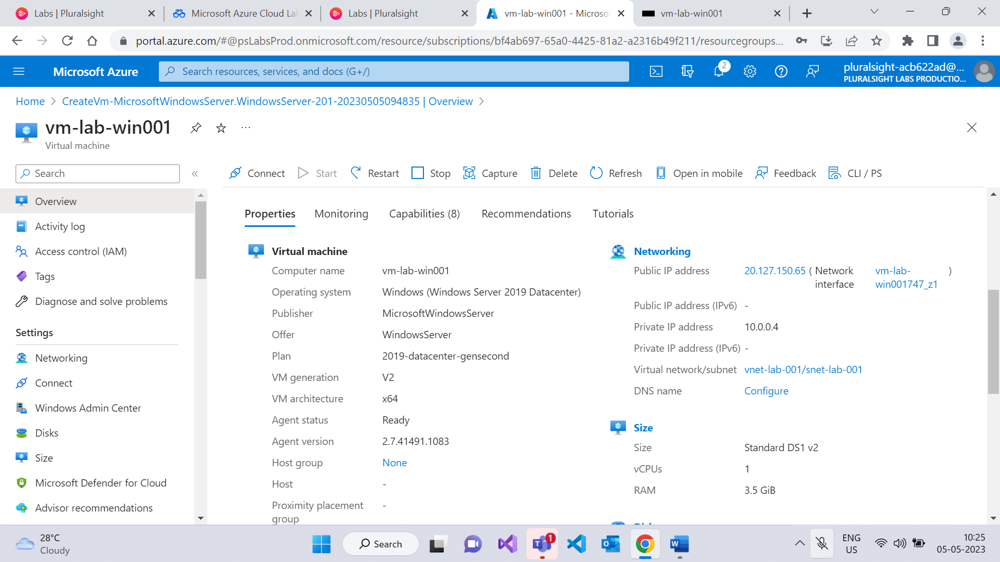 Labs | Pluralsight
Microsoft Azure Cloud La
Labs | Pluralsight
vm-lab-win001 - Microso
vm-lab-win001
portal.azure.com/#@psLabsProd.onmicrosoft.com/resource/subscriptions/bf4ab697-65a0-4425-81a2-a2316b49f211/resourcegroups...
Microsoft Azure
Search resources, services, and docs (G+/)
2
pluralsight-acb622ad@...
PLURALSIGHT LABS PRODUCTIO...
Home > CreateVm-MicrosoftWindowsServer.WindowsServer-201-20230505094835 | Overview >
vm-lab-win001
...
Virtual machine
Search
«
Connect
Start
Restart
Stop
Capture
Delete
Refresh
Open in mobile
Feedback
CLI / PS
Overview
Activity log
Access control (IAM)
Tags
Diagnose and solve problems
Settings
Networking
Connect
Windows Admin Center
Disks
Size
Microsoft Defender for Cloud
Advisor recommendations
Properties
Monitoring
Capabilities (8)
Recommendations
Tutorials
Virtual machine
Computer name vm-lab-win001
Operating system Windows (Windows Server 2019 Datacenter)
Publisher MicrosoftWindowsServer
Offer WindowsServer
Plan 2019-datacenter-gensecond
VM generation V2
VM architecture x64
Agent status Ready
Agent version 2.7.41491.1083
Host group None
Host -
Proximity placement -
group
Networking
Public IP address 20.127.150.65 ( Network vm-lab- )
interface win001747_z1
Public IP address (IPv6) -
Private IP address 10.0.0.4
Private IP address (IPv6) -
Virtual network/subnet vnet-lab-001/snet-lab-001
DNS name Configure
Size
Size Standard DS1 v2
vCPUs 1
RAM 3.5 GiB
28°C
Cloudy
Search
1
ENG
US
10:25
05-05-2023